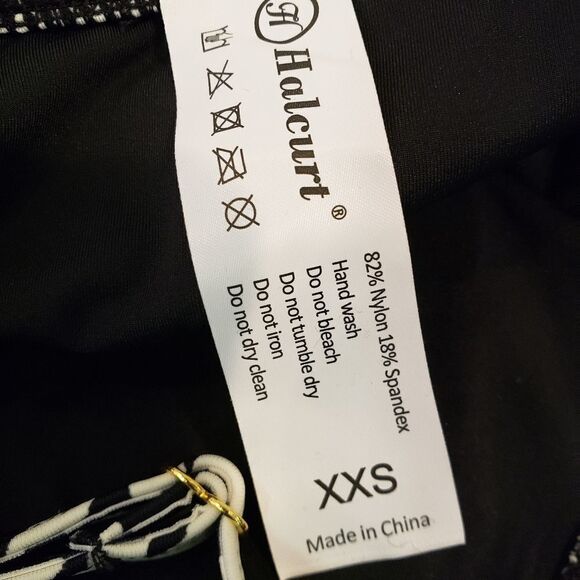 H
Halcurt®
82% Nylon 18% Spandex
Hand wash
Do not bleach
Do not tumble dry
Do not iron
Do not dry clean
XXS
Made in China